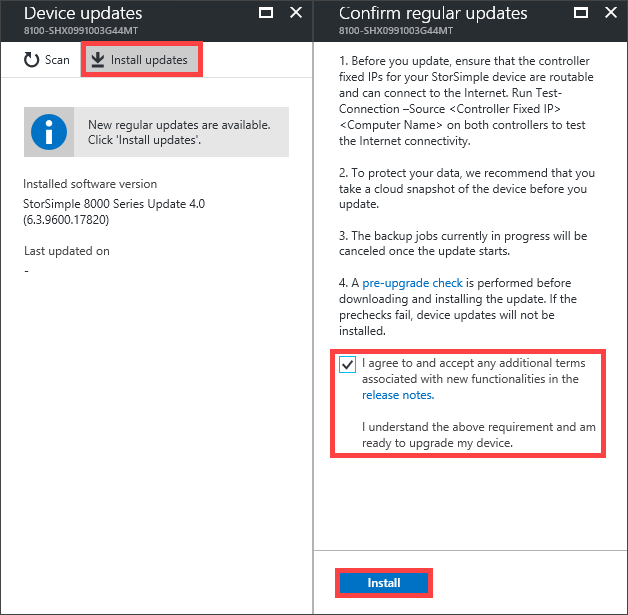 Device updates
8100-SHX0991003G44MT
Scan
Install updates
New regular updates are available.
Click 'Install updates'.
Installed software version
StorSimple 8000 Series Update 4.0
(6.3.9600.17820)
Last updated on
-
Confirm regular updates
8100-SHX0991003G44MT
1. Before you update, ensure that the controller
fixed IPs for your StorSimple device are routable
and can connect to the Internet. Run Test-
Connection –Source <Controller Fixed IP>
<Computer Name> on both controllers to test
the Internet connectivity.
2. To protect your data, we recommend that you
take a cloud snapshot of the device before you
update.
3. The backup jobs currently in progress will be
canceled once the update starts.
4. A pre-upgrade check is performed before
downloading and installing the update. If the
prechecks fail, device updates will not be
installed.
I agree to and accept any additional terms
associated with new functionalities in the
release notes.
I understand the above requirement and am
ready to upgrade my device.
Install